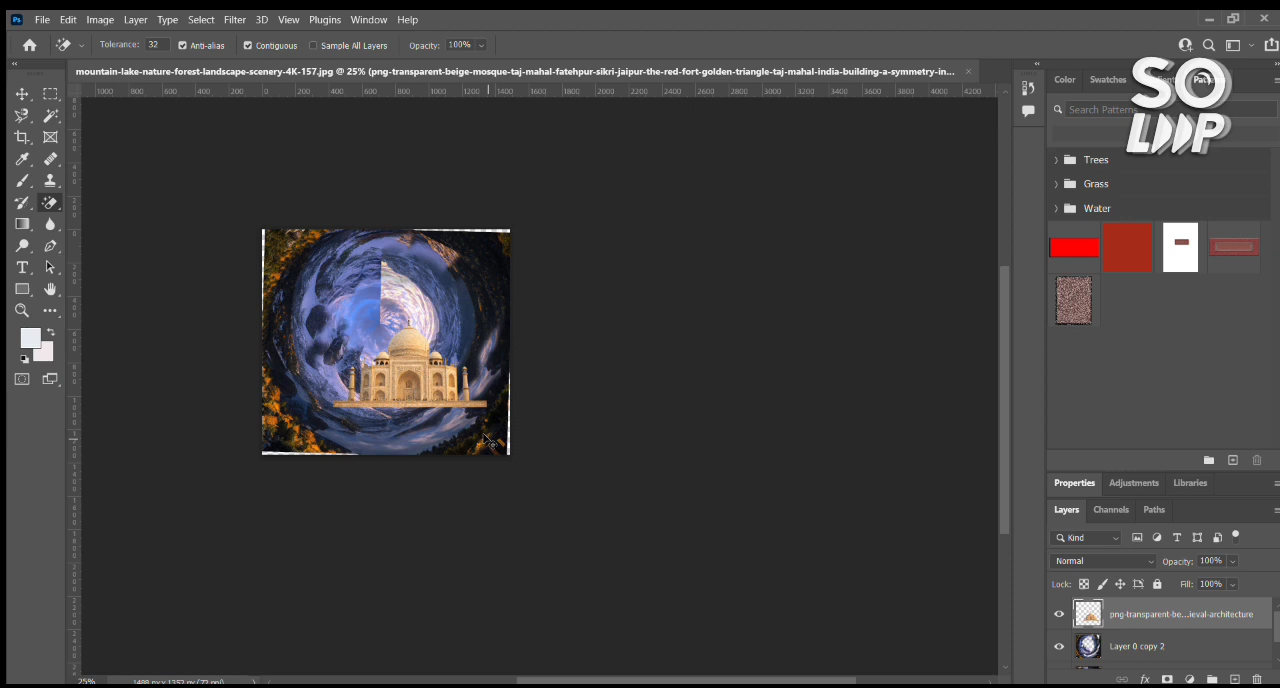 Ps File Edit Image Layer Type Select Filter 3D View Plugins Window Help
Tolerance: 32 Anti-alias Contiguous Sample All Layers Opacity: 100%
mountain-lake-nature-forest-landscape-scenery-4K-157.jpg @ 25% (png-transparent-beige-mosque-taj-mahal-fatehpur-sikri-jaipur-the-red-fort-golden-triangle-taj-mahal-india-building-a-symmetry-in...
1000 800 600 400 200 0 200 400 600 800 1000 1200 1400 1600 1800 2000 2200 2400 2600 2800 3000 3200 3400 3600 3800 4000 4200
Color Swatches
SO
LOOP
Search Patterns
Trees
Grass
Water
Properties Adjustments Libraries
Layers Channels Paths
Kind
Normal Opacity: 100%
Lock: Fill: 100%
png-transparent-be...ieval-architecture
Layer 0 copy 2
25%
fx